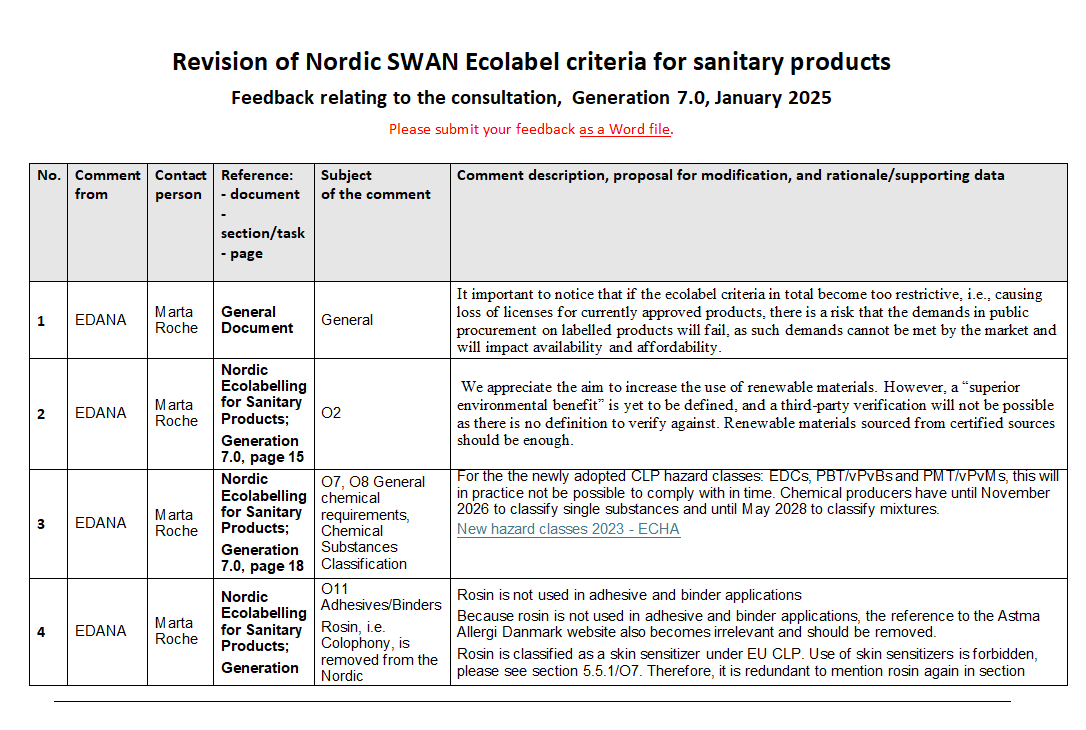 Revision of Nordic SWAN Ecolabel criteria for sanitary products
Feedback relating to the consultation, Generation 7.0, January 2025
Please submit your feedback as a Word file.
No.
Comment
from
Contact
person
Reference:
- document
-
section/task
- page
Subject
of the comment
Comment description, proposal for modification, and rationale/supporting data
1
EDANA
Marta
Roche
General
Document
General
It important to notice that if the ecolabel criteria in total become too restrictive, i.e., causing
loss of licenses for currently approved products, there is a risk that the demands in public
procurement on labelled products will fail, as such demands cannot be met by the market and
will impact availability and affordability.
2
EDANA
Marta
Roche
Nordic
Ecolabelling
for Sanitary
Products;
Generation
7.0, page 15
O2
We appreciate the aim to increase the use of renewable materials. However, a “superior
environmental benefit” is yet to be defined, and a third-party verification will not be possible
as there is no definition to verify against. Renewable materials sourced from certified sources
should be enough.
3
EDANA
Marta
Roche
Nordic
Ecolabelling
for Sanitary
Products;
Generation
7.0, page 18
O7, O8 General
chemical
requirements,
Chemical
Substances
Classification
For the the newly adopted CLP hazard classes: EDCs, PBT/vPvBs and PMT/vPvMs, this will
in practice not be possible to comply with in time. Chemical producers have until November
2026 to classify single substances and until May 2028 to classify mixtures.
New hazard classes 2023 - ECHA
4
EDANA
Marta
Roche
Nordic
Ecolabelling
for Sanitary
Products;
Generation
O11
Adhesives/Binders
Rosin, i.e.
Colophony, is
removed from the
Nordic
Rosin is not used in adhesive and binder applications
Because rosin is not used in adhesive and binder applications, the reference to the Astma
Allergi Danmark website also becomes irrelevant and should be removed.
Rosin is classified as a skin sensitizer under EU CLP. Use of skin sensitizers is forbidden,
please see section 5.5.1/O7. Therefore, it is redundant to mention rosin again in section